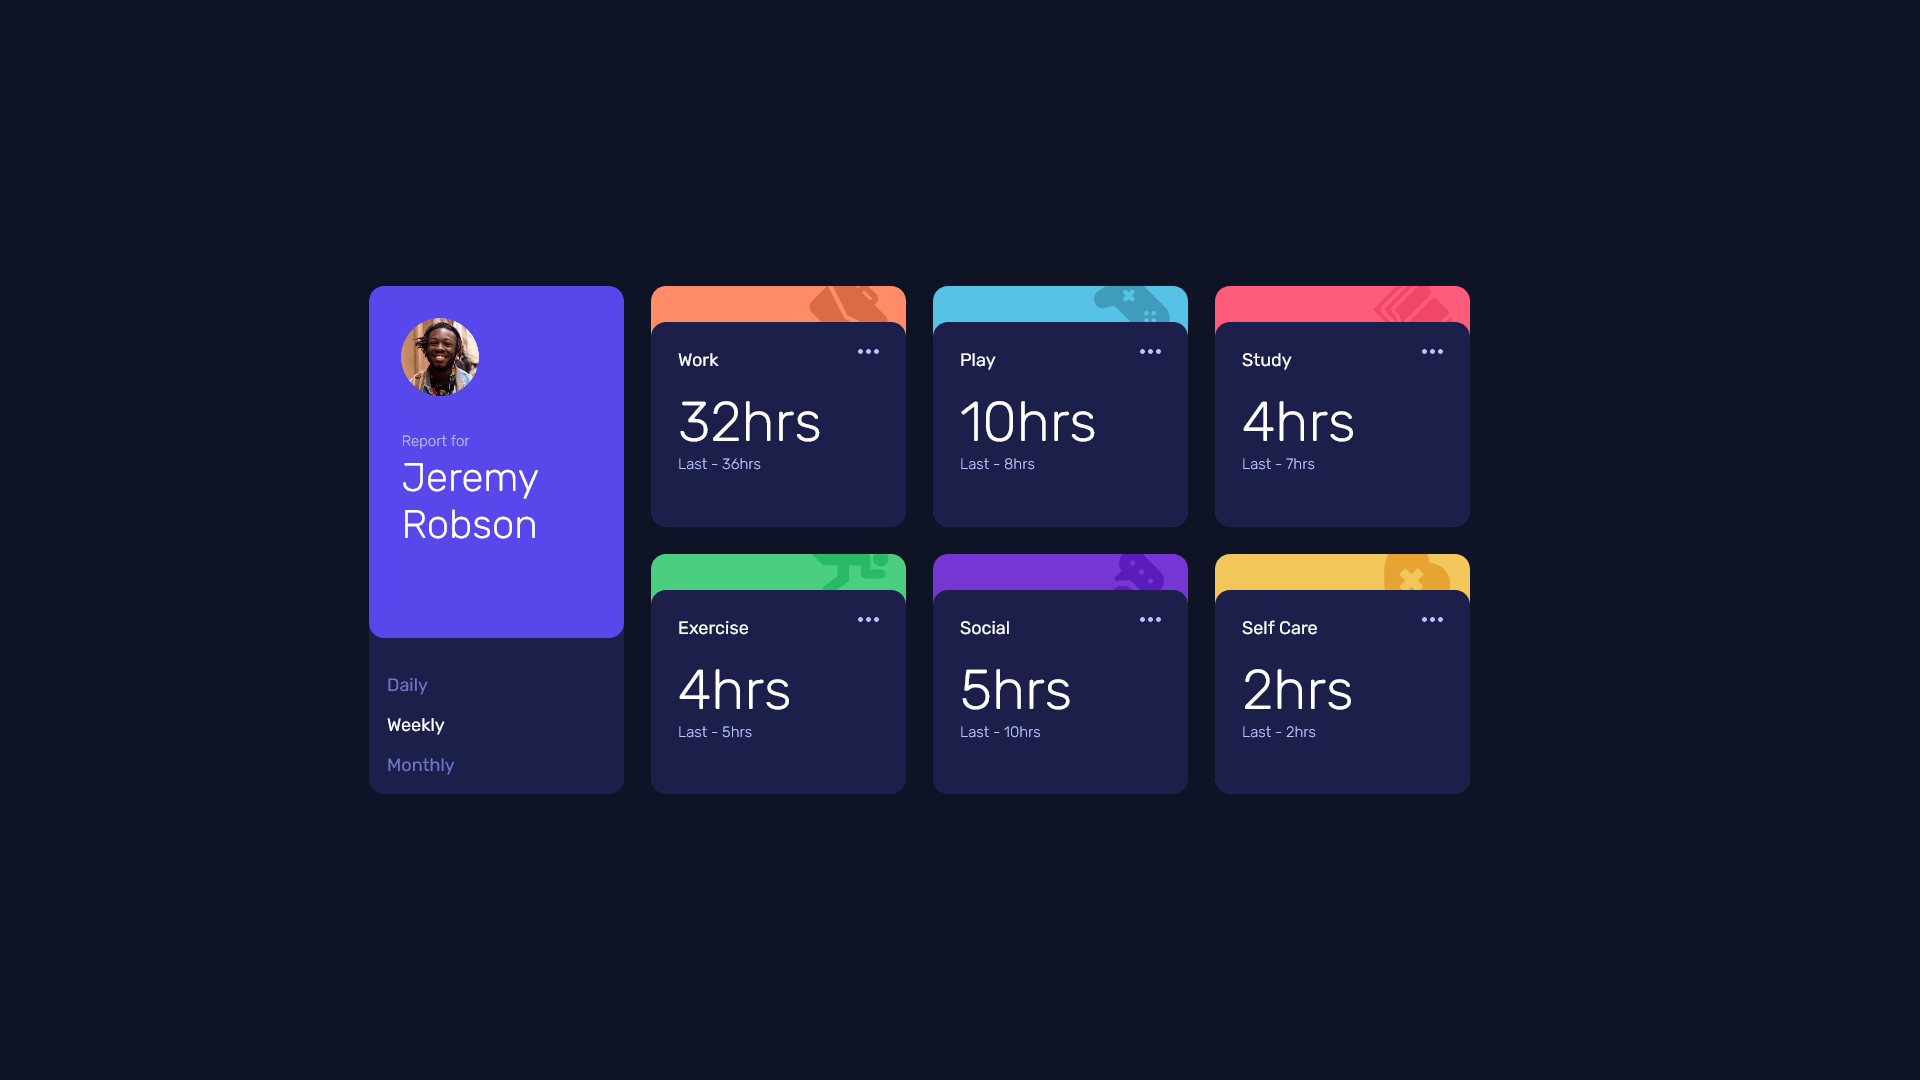 Report for
Jeremy
Robson
Daily
Weekly
Monthly
Work
32hrs
Last - 36hrs
Play
10hrs
Last - 8hrs
Study
4hrs
Last - 7hrs
Exercise
4hrs
Last - 5hrs
Social
5hrs
Last - 10hrs
Self Care
2hrs
Last - 2hrs